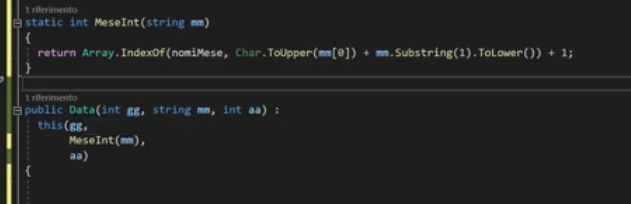 1 riferimento
static int MeseInt(string mm)
{
return Array.IndexOf(nomiMese, Char.ToUpper(mm[0]) + mm.Substring(1).ToLower()) + 1;
}
1 riferimento
public Data(int gg, string mm, int aa) :
this(gg,
MeseInt(mm),
aa)
{